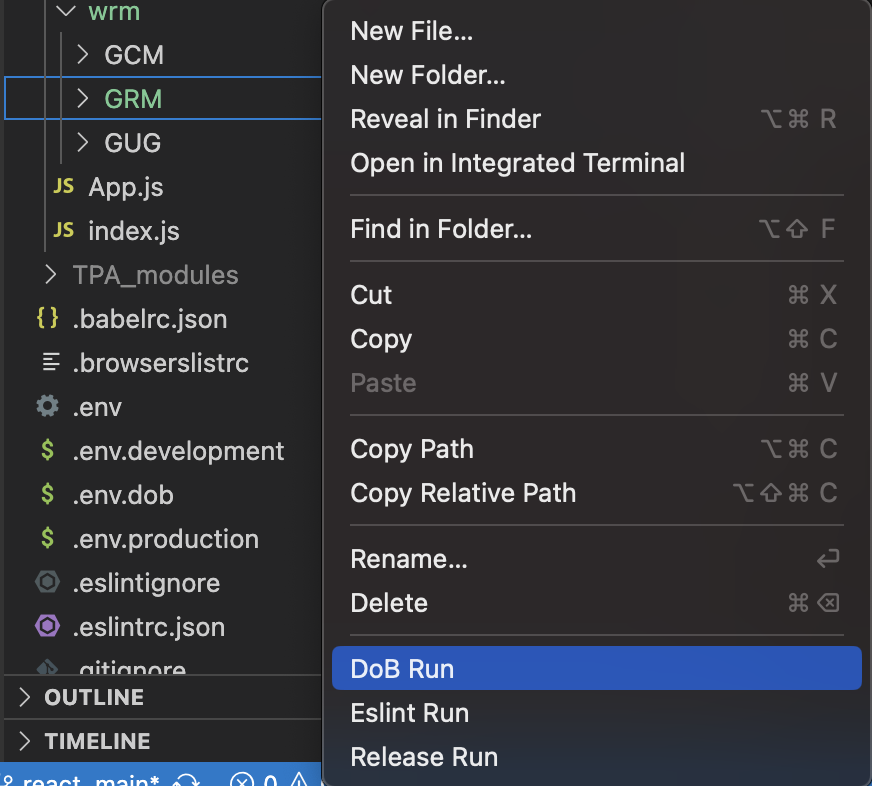 wrm
GCM
GRM
GUG
JS App.js
JS index.js
TPA_modules
{} .babelrc.json
.browserslistrc
.env
$ .env.development
$ .env.dob
$ .env.production
.eslintignore
.eslintrc.json
.gitignore
OUTLINE
TIMELINE
react_main* 0
New File...
New Folder...
Reveal in Finder ⌥⌘ R
Open in Integrated Terminal
Find in Folder... ⌥⇧ F
Cut ⌘ X
Copy ⌘ C
Paste ⌘ V
Copy Path ⌥⌘ C
Copy Relative Path ⌥⇧⌘ C
Rename... ⏎
Delete ⌘⌫
DoB Run
Eslint Run
Release Run